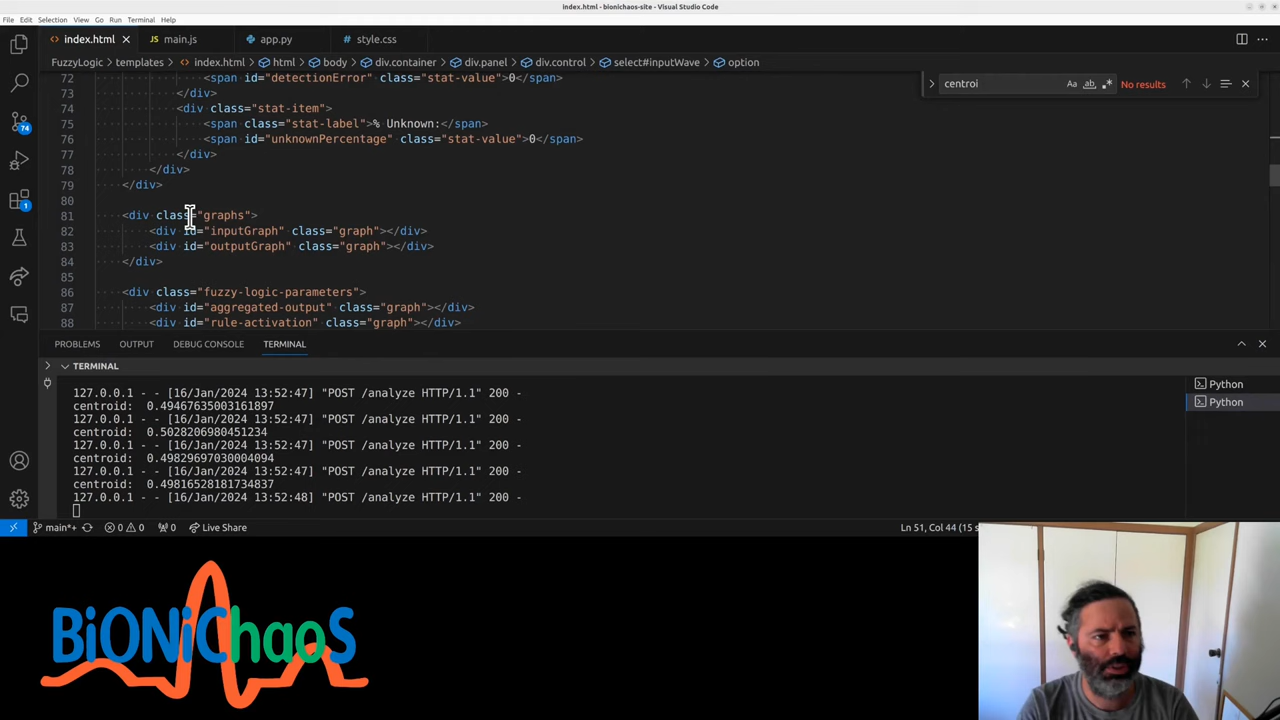 index.html - bionichaos-site - Visual Studio Code
File Edit Selection View Go Run Terminal Help
index.html main.js app.py style.css
FuzzyLogic templates index.html html body div.container div.panel div.control select#inputWave option
72 <span id="detectionError" class="stat-value">0</span>
73 </div>
74 <div class="stat-item">
75 <span class="stat-label">% Unknown:</span>
76 <span id="unknownPercentage" class="stat-value">0</span>
77 </div>
78 </div>
79 </div>
80
81 <div class="graphs">
82 <div id="inputGraph" class="graph"></div>
83 <div id="outputGraph" class="graph"></div>
84 </div>
85
86 <div class="fuzzy-logic-parameters">
87 <div id="aggregated-output" class="graph"></div>
88 <div id="rule-activation" class="graph"></div>
centroi Aa ab No results
74
1
PROBLEMS OUTPUT DEBUG CONSOLE TERMINAL
TERMINAL
127.0.0.1 - - [16/Jan/2024 13:52:47] "POST /analyze HTTP/1.1" 200 -
centroid: 0.49467635003161897
127.0.0.1 - - [16/Jan/2024 13:52:47] "POST /analyze HTTP/1.1" 200 -
centroid: 0.5028206980451234
127.0.0.1 - - [16/Jan/2024 13:52:47] "POST /analyze HTTP/1.1" 200 -
centroid: 0.49829697030004094
127.0.0.1 - - [16/Jan/2024 13:52:47] "POST /analyze HTTP/1.1" 200 -
centroid: 0.49816528181734837
127.0.0.1 - - [16/Jan/2024 13:52:48] "POST /analyze HTTP/1.1" 200 -
Python
Python
main*+ 0 0 0 Live Share
Ln 51, Col 44 (15 s
BiONiChaoS